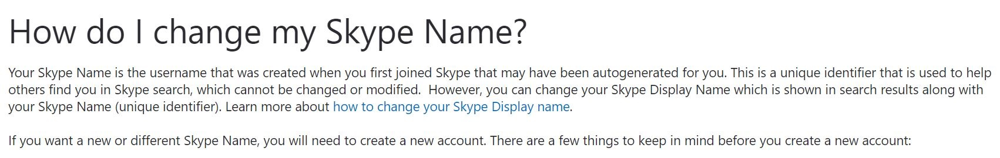 How do I change my Skype Name?
Your Skype Name is the username that was created when you first joined Skype that may have been autogenerated for you. This is a unique identifier that is used to help
others find you in Skype search, which cannot be changed or modified.  However, you can change your Skype Display Name which is shown in search results along with
your Skype Name (unique identifier). Learn more about how to change your Skype Display name.
If you want a new or different Skype Name, you will need to create a new account. There are a few things to keep in mind before you create a new account: